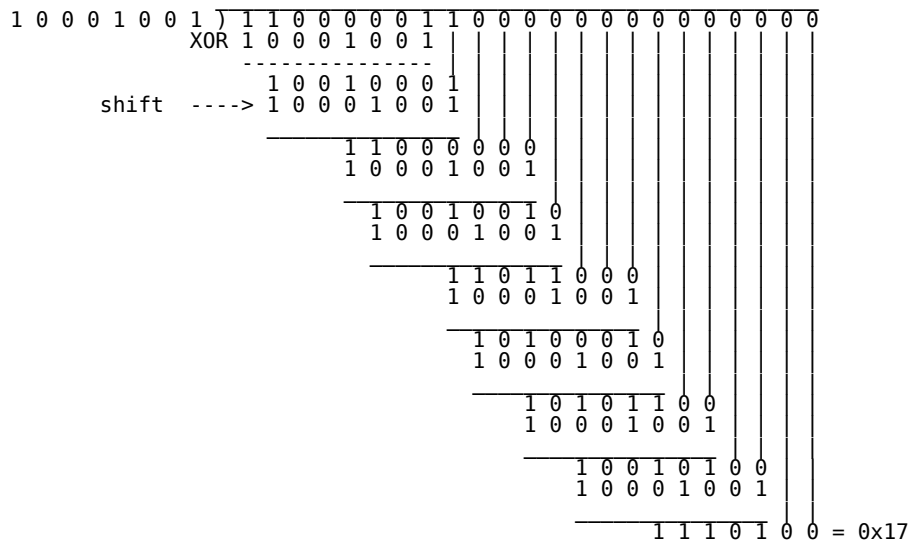 1 0 0 0 1 0 0 1 ) 1 1 0 0 0 0 0 1 1 0 0 0 0 0 0 0 0 0 0 0 0 0 0
XOR 1 0 0 0 1 0 0 1
1 0 0 1 0 0 0 1
shift ----> 1 0 0 0 1 0 0 1
1 1 0 0 0 0 0 0
1 0 0 0 1 0 0 1
1 0 0 1 0 0 1 0
1 0 0 0 1 0 0 1
1 1 0 1 1 0 0 0
1 0 0 0 1 0 0 1
1 0 1 0 0 0 1 0
1 0 0 0 1 0 0 1
1 0 1 0 1 1 0 0
1 0 0 0 1 0 0 1
1 0 0 1 0 1 0 0
1 0 0 0 1 0 0 1
1 1 1 0 1 0 0 = 0x17